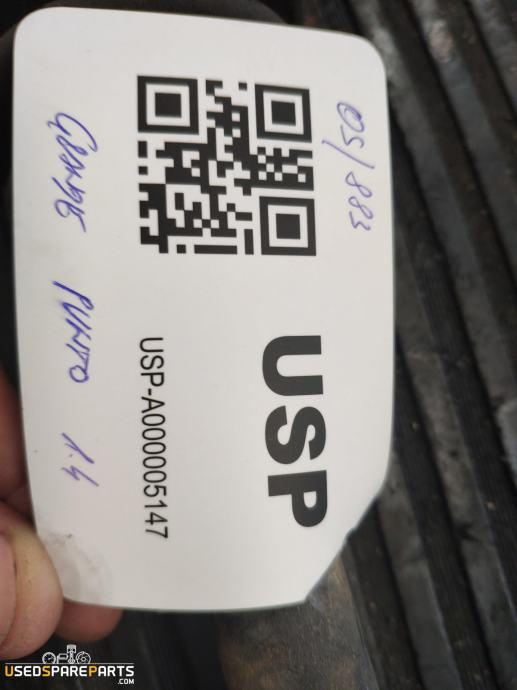 05/883
USP
USP-A000005147
GRANDE PUNTO 1.4
USEDSPAREPARTS
.COM